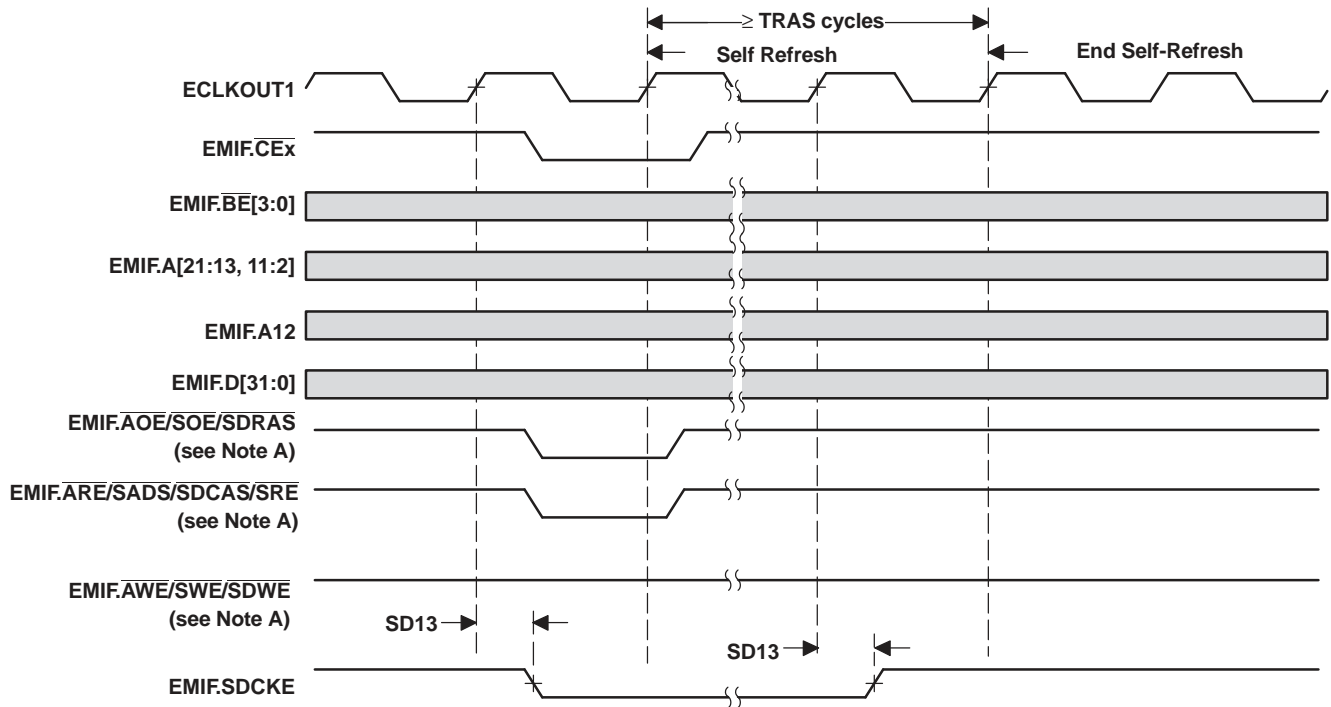 ≥ TRAS cycles
Self Refresh
End Self-Refresh
ECLKOUT1
EMIF.CEx
EMIF.BE[3:0]
EMIF.A[21:13, 11:2]
EMIF.A12
EMIF.D[31:0]
EMIF.AOE/SOE/SDRAS
(see Note A)
EMIF.ARE/SADS/SDCAS/SRE
(see Note A)
EMIF.AWE/SWE/SDWE
(see Note A)
SD13
SD13
EMIF.SDCKE